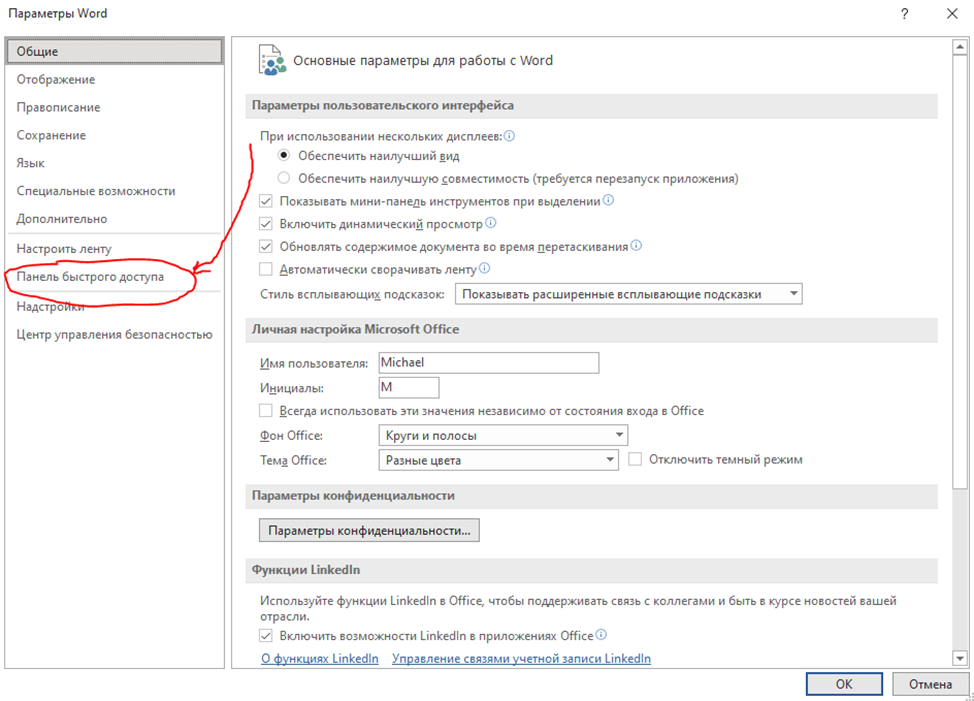 Параметры Word
?
Общие
Отображение
Правописание
Сохранение
Язык
Специальные возможности
Дополнительно
Настроить ленту
Панель быстрого доступа
Надстройки
Центр управления безопасностью
Основные параметры для работы с Word
Параметры пользовательского интерфейса
При использовании нескольких дисплеев:
Обеспечить наилучший вид
Обеспечить наилучшую совместимость (требуется перезапуск приложения)
Показывать мини-панель инструментов при выделении
Включить динамический просмотр
Обновлять содержимое документа во время перетаскивания
Автоматически сворачивать ленту
Стиль всплывающих подсказок: Показывать расширенные всплывающие подсказки
Личная настройка Microsoft Office
Имя пользователя: Michael
Инициалы: М
Всегда использовать эти значения независимо от состояния входа в Office
Фон Office: Круги и полосы
Тема Office: Разные цвета Отключить темный режим
Параметры конфиденциальности
Параметры конфиденциальности...
Функции LinkedIn
Используйте функции LinkedIn в Office, чтобы поддерживать связь с коллегами и быть в курсе новостей вашей
отрасли.
Включить возможности LinkedIn в приложениях Office
О функциях LinkedIn Управление связями учетной записи LinkedIn
ОК Отмена